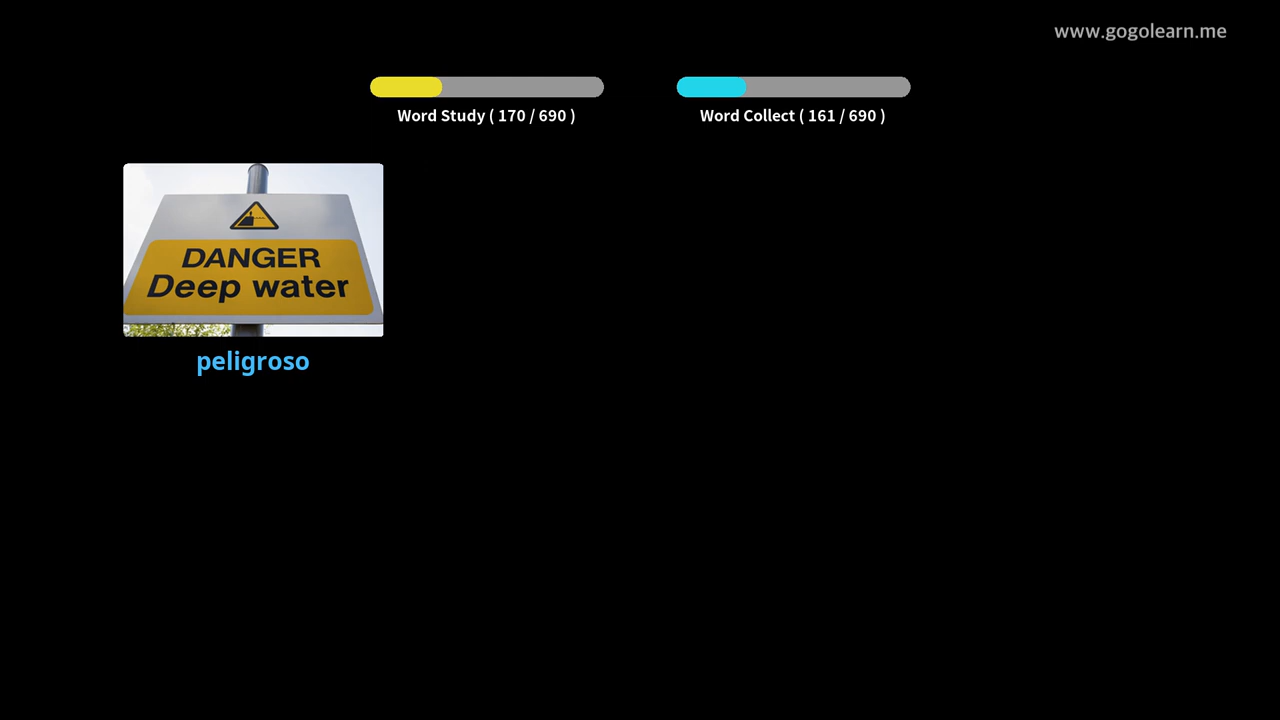 www.gogolearn.me
Word Study ( 170 / 690 )
Word Collect ( 161 / 690 )
DANGER
Deep water
peligroso